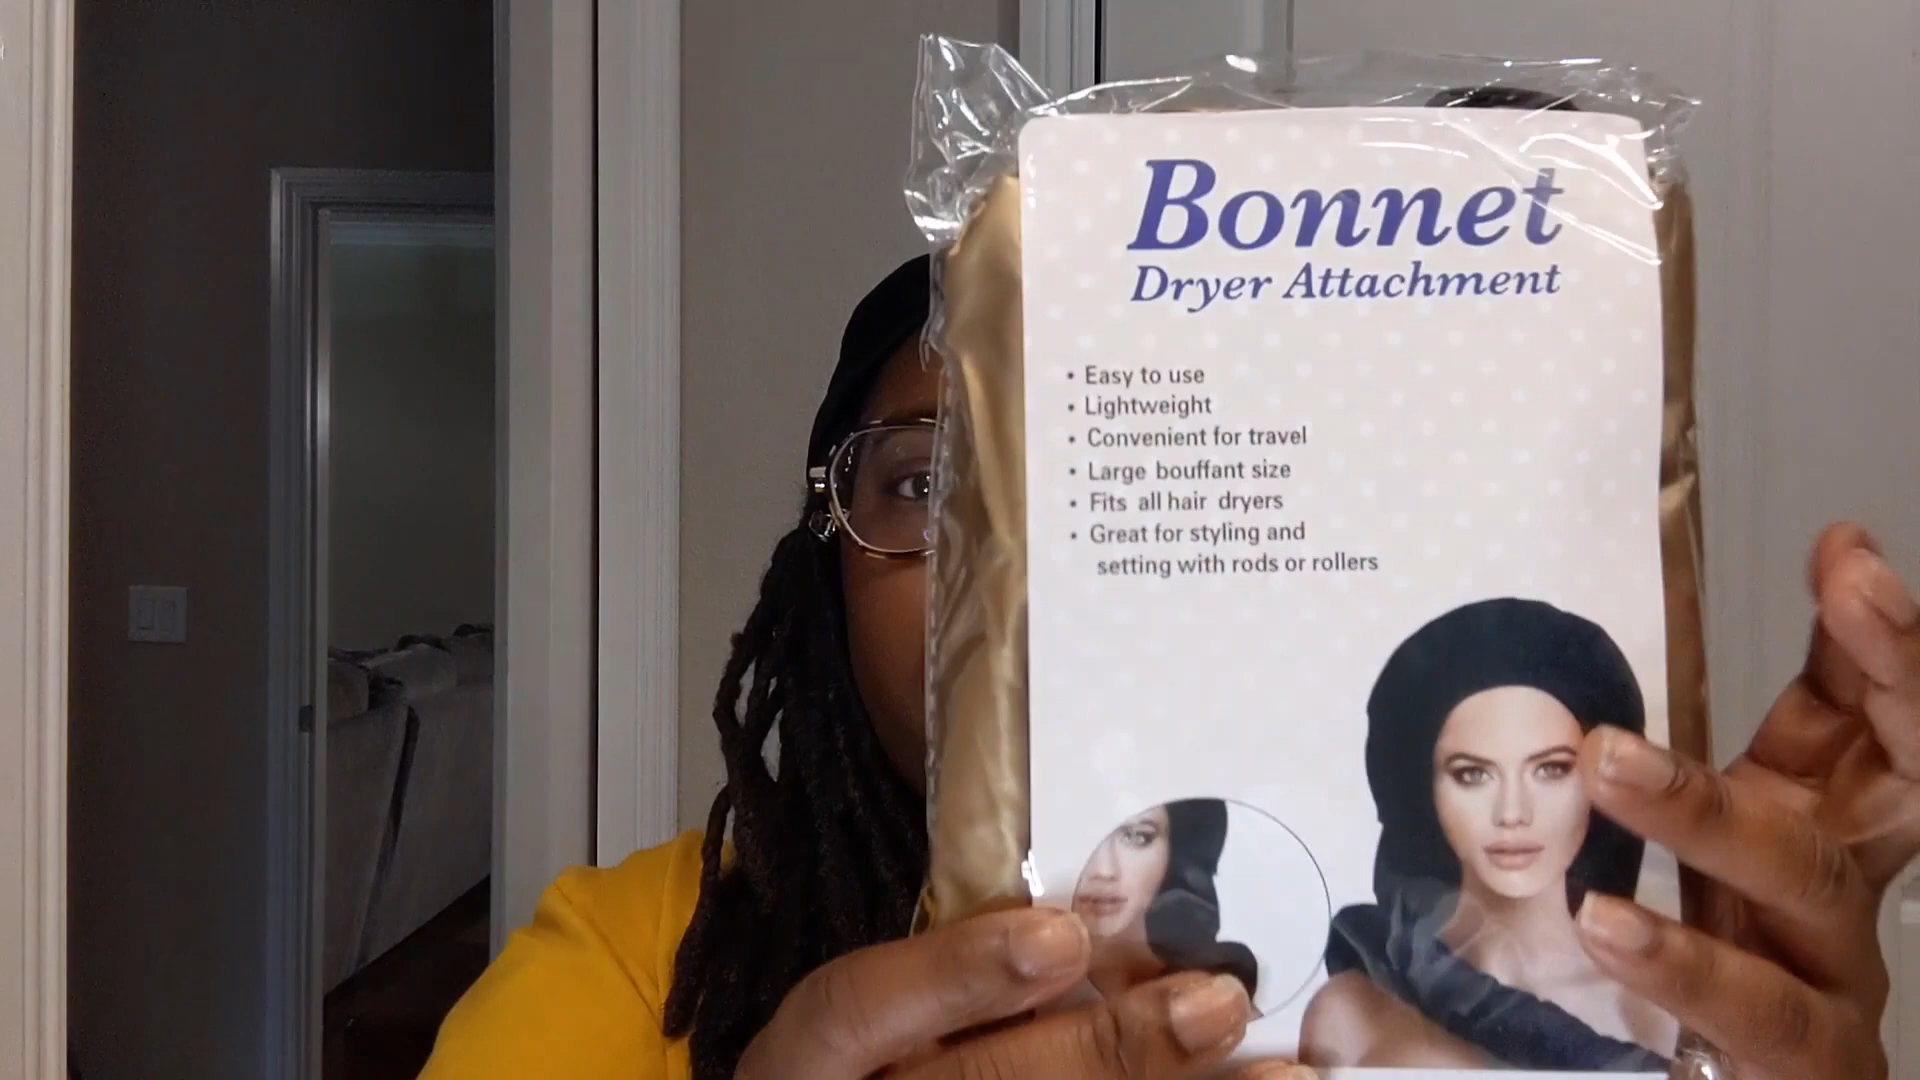 Bonnet
Dryer Attachment
• Easy to use
• Lightweight
• Convenient for travel
• Large bouffant size
• Fits all hair dryers
• Great for styling and
setting with rods or rollers